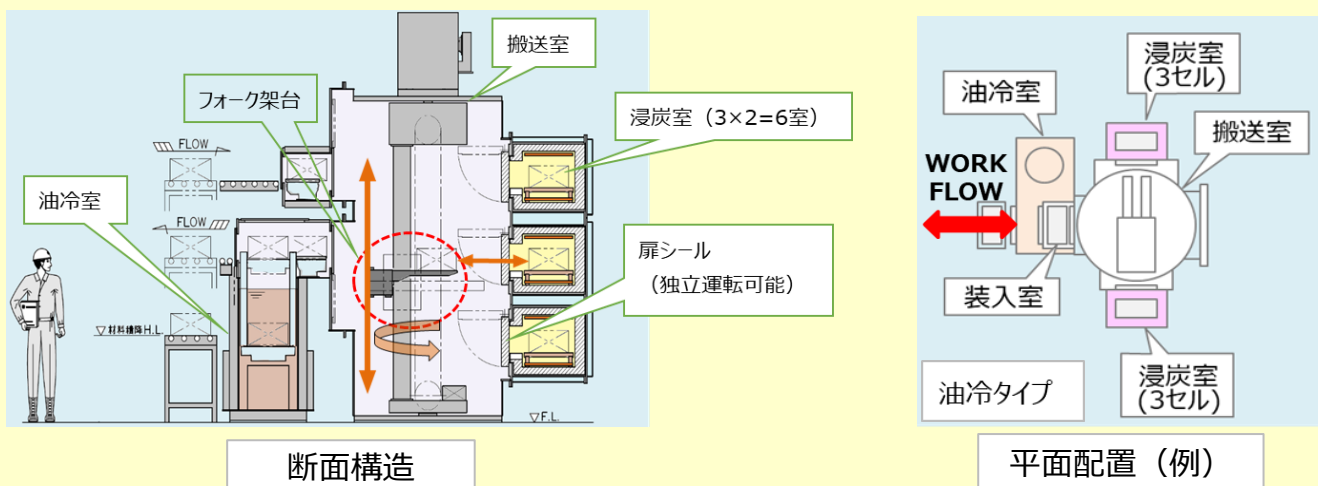 搬送室
フォーク架台
浸炭室（3×2=6室）
FLOW
油冷室
FLOW
扉シール
（独立運転可能）
▽材料積降H.L.
▽F.L.
断面構造
浸炭室
(3セル)
油冷室
搬送室
WORK
FLOW
装入室
浸炭室
(3セル)
油冷タイプ
平面配置（例）